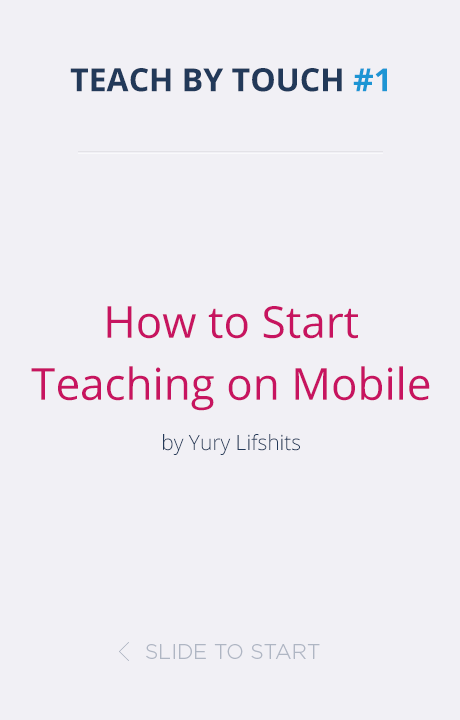 TEACH BY TOUCH #1
How to Start
Teaching on Mobile
by Yury Lifshits
SLIDE TO START